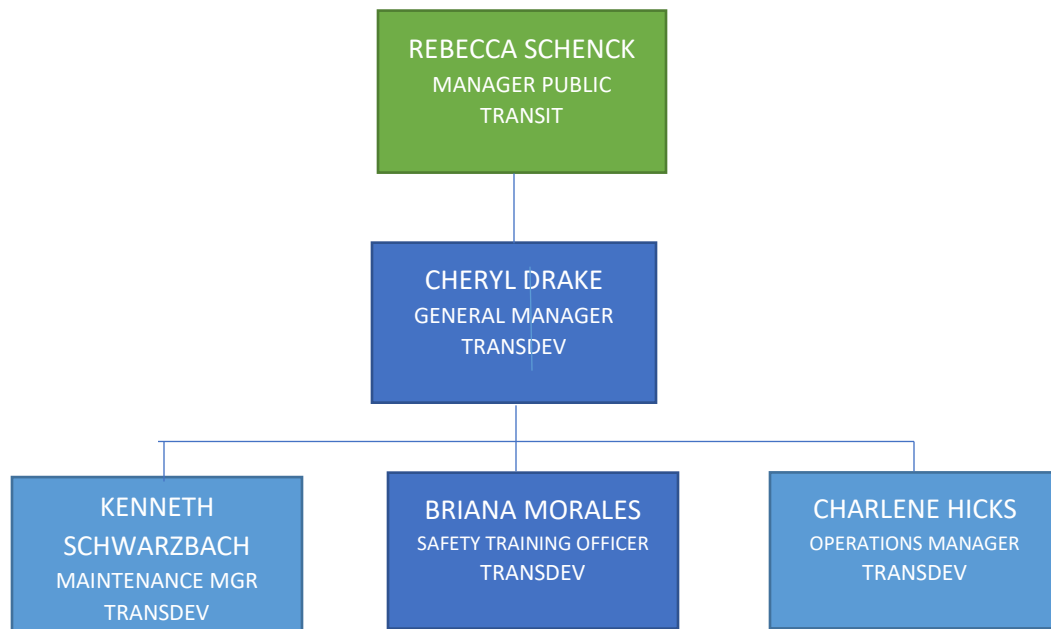 REBECCA SCHENCK
MANAGER PUBLIC
TRANSIT
CHERYL DRAKE
GENERAL MANAGER
TRANSDEV
KENNETH
SCHWARZBACH
MAINTENANCE MGR
TRANSDEV
BRIANA MORALES
SAFETY TRAINING OFFICER
TRANSDEV
CHARLENE HICKS
OPERATIONS MANAGER
TRANSDEV